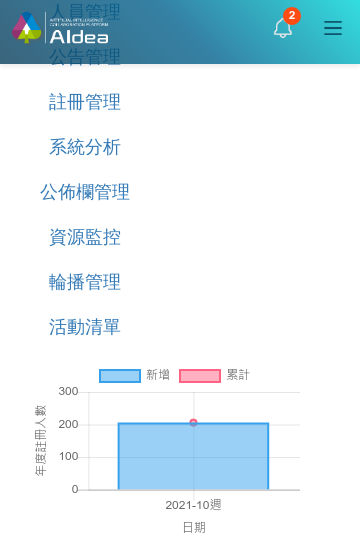 人員管理
ARTIFICIAL INTELLIGENCE
COLLABORATION PLATFORM
AIdea
2
公告管理
註冊管理
系統分析
公佈欄管理
資源監控
輪播管理
活動清單
新增 累計
年度註冊人數
300
200
100
0
2021-10週
日期